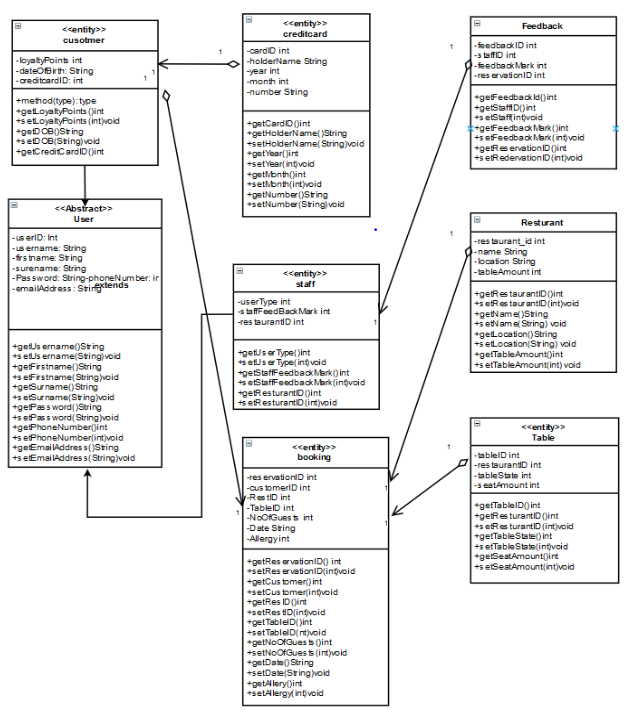 <<entity>>
cusotmer
-loyaltyPoints int
-dateOfBirth: String
-creditcardID: int
+method(type): type
+getLoyaltyPoints()int
+setLoyaltyPoints(int)void
+getDOB()String
+setDOB(String)void
+getCreditCardID()int
1
1
1
<<entity>>
creditcard
-cardID int
-holderName String
-year int
-month int
-number String
+getCardID()int
+getHolderName()String
+setHolderName(String)void
+getYear()int
+setYear(int)void
+getMonth()int
+setMonth(int)void
+getNumber()String
+setNumber(String)void
Feedback
-feedbackID int
-staffID int
-feedbackMark int
-reservationID int
+getFeedbackId()int
+getStaffID()int
+setStaff(int)void
+getFeedbackMark()int
+setFeedbackMark(int)void
+getReservationID()int
+setRedervationID(int)void
1
<<Abstract>>
User
-userID: Int
-username: String
-firstname: String
-surename: String
-Password: String-phoneNumber: int
-emailAddress : String
extends
+getUsername()String
+setUsername(String)void
+getFirstname()String
+setFirstname(String)void
+getSurname()String
+setSurname(String)void
+getPassword()String
+setPassword(String)void
+getPhoneNumber()int
+setPhoneNumber(int)void
+getEmailAddress()String
+setEmailAddress(String)void
<<entity>>
staff
-userType int
-staffFeedBackMark int
-restaurantID int
1
+getUserType()int
+setUserType(int)void
+getStaffFeedbackMark()int
+setStaffFeedbackMark(int)void
+getResturantID()int
+setResturantID(int)void
Resturant
-restaurant_id int
-name String
-location String
-tableAmount int
+getRestaurantID()int
+setRestaurantID(int)void
+getName()String
+setName(String) void
+getLocation()String
+setLocation(String) void
+getTableAmount()int
+setTableAmount(int) void
1
<<entity>>
booking
-reservationID int
-customerID int
-RestID int
-TableID int
-NoOfGuests int
-Date String
-Allergy int
1
1
1
+getReservationID() int
+setReservationID(int)void
+getCustomer()int
+setCustomer(int)void
+getResID()int
+setRestID(int)void
+getTableID()int
+setTableID(nt)void
+getNoOfGuests()int
+setNoOfGuests(int)void
+getDate()String
+setDate(String)void
+getAllery()int
+setAllergy(int)void
<<entity>>
Table
-tableID int
-restaurantID int
-tableState int
-seatAmount int
+getTableID()int
+getResturantID()int
+setResturantID(int)void
+getTableState()int
+setTableState(int)void
+getSeatAmount()int
+setSeatAmount(int)void
1